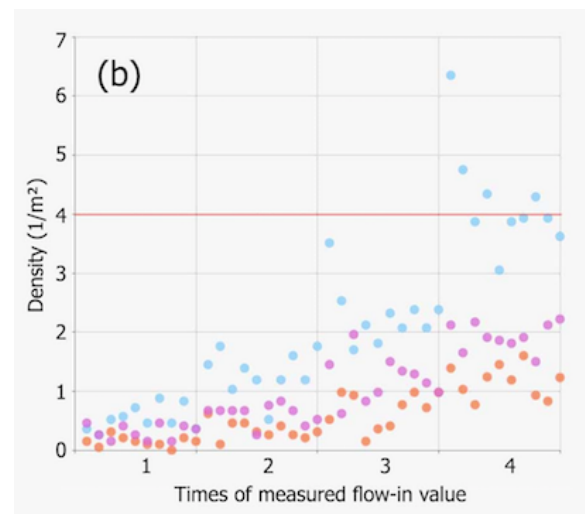 7
(b)
6
5
4
3
2
1
0
Density (1/m²)
1 2 3 4
Times of measured flow-in value